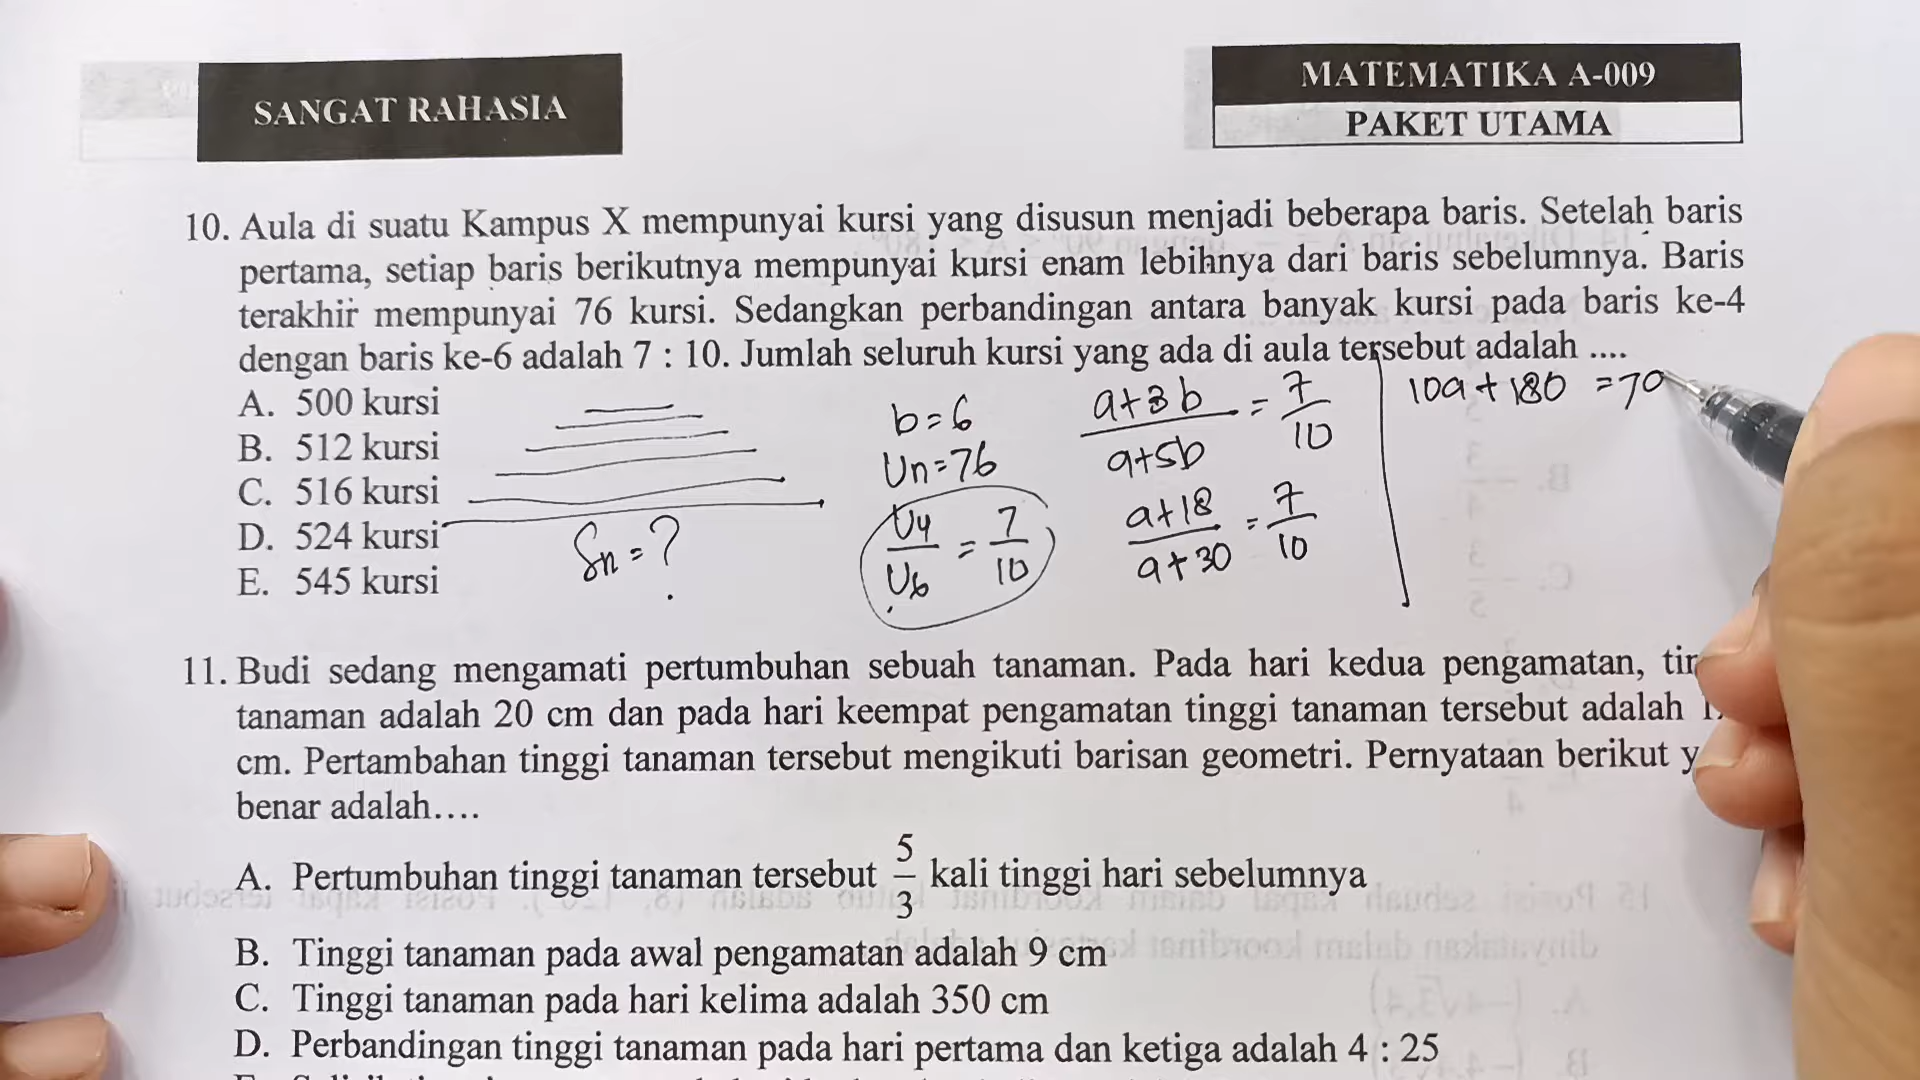 SANGAT RAHASIA
MATEMATIKA A-009
PAKET UTAMA
10. Aula di suatu Kampus X mempunyai kursi yang disusun menjadi beberapa baris. Setelah baris
pertama, setiap baris berikutnya mempunyai kursi enam lebihnya dari baris sebelumnya. Baris
terakhir mempunyai 76 kursi. Sedangkan perbandingan antara banyak kursi pada baris ke-4
dengan baris ke-6 adalah 7 : 10. Jumlah seluruh kursi yang ada di aula tersebut adalah ....
A. 500 kursi
B. 512 kursi
C. 516 kursi
D. 524 kursi
E. 545 kursi
Sn = ?
b = 6
Un = 76
U4/U6 = 7/10
a+3b/a+5b = 7/10
a+18/a+30 = 7/10
10a + 180 = 70
11. Budi sedang mengamati pertumbuhan sebuah tanaman. Pada hari kedua pengamatan,
tanaman adalah 20 cm dan pada hari keempat pengamatan tinggi tanaman tersebut adalah
cm. Pertambahan tinggi tanaman tersebut mengikuti barisan geometri. Pernyataan berikut
benar adalah....
A. Pertumbuhan tinggi tanaman tersebut 5/3 kali tinggi hari sebelumnya
B. Tinggi tanaman pada awal pengamatan adalah 9 cm
C. Tinggi tanaman pada hari kelima adalah 350 cm
D. Perbandingan tinggi tanaman pada hari pertama dan ketiga adalah 4 : 25